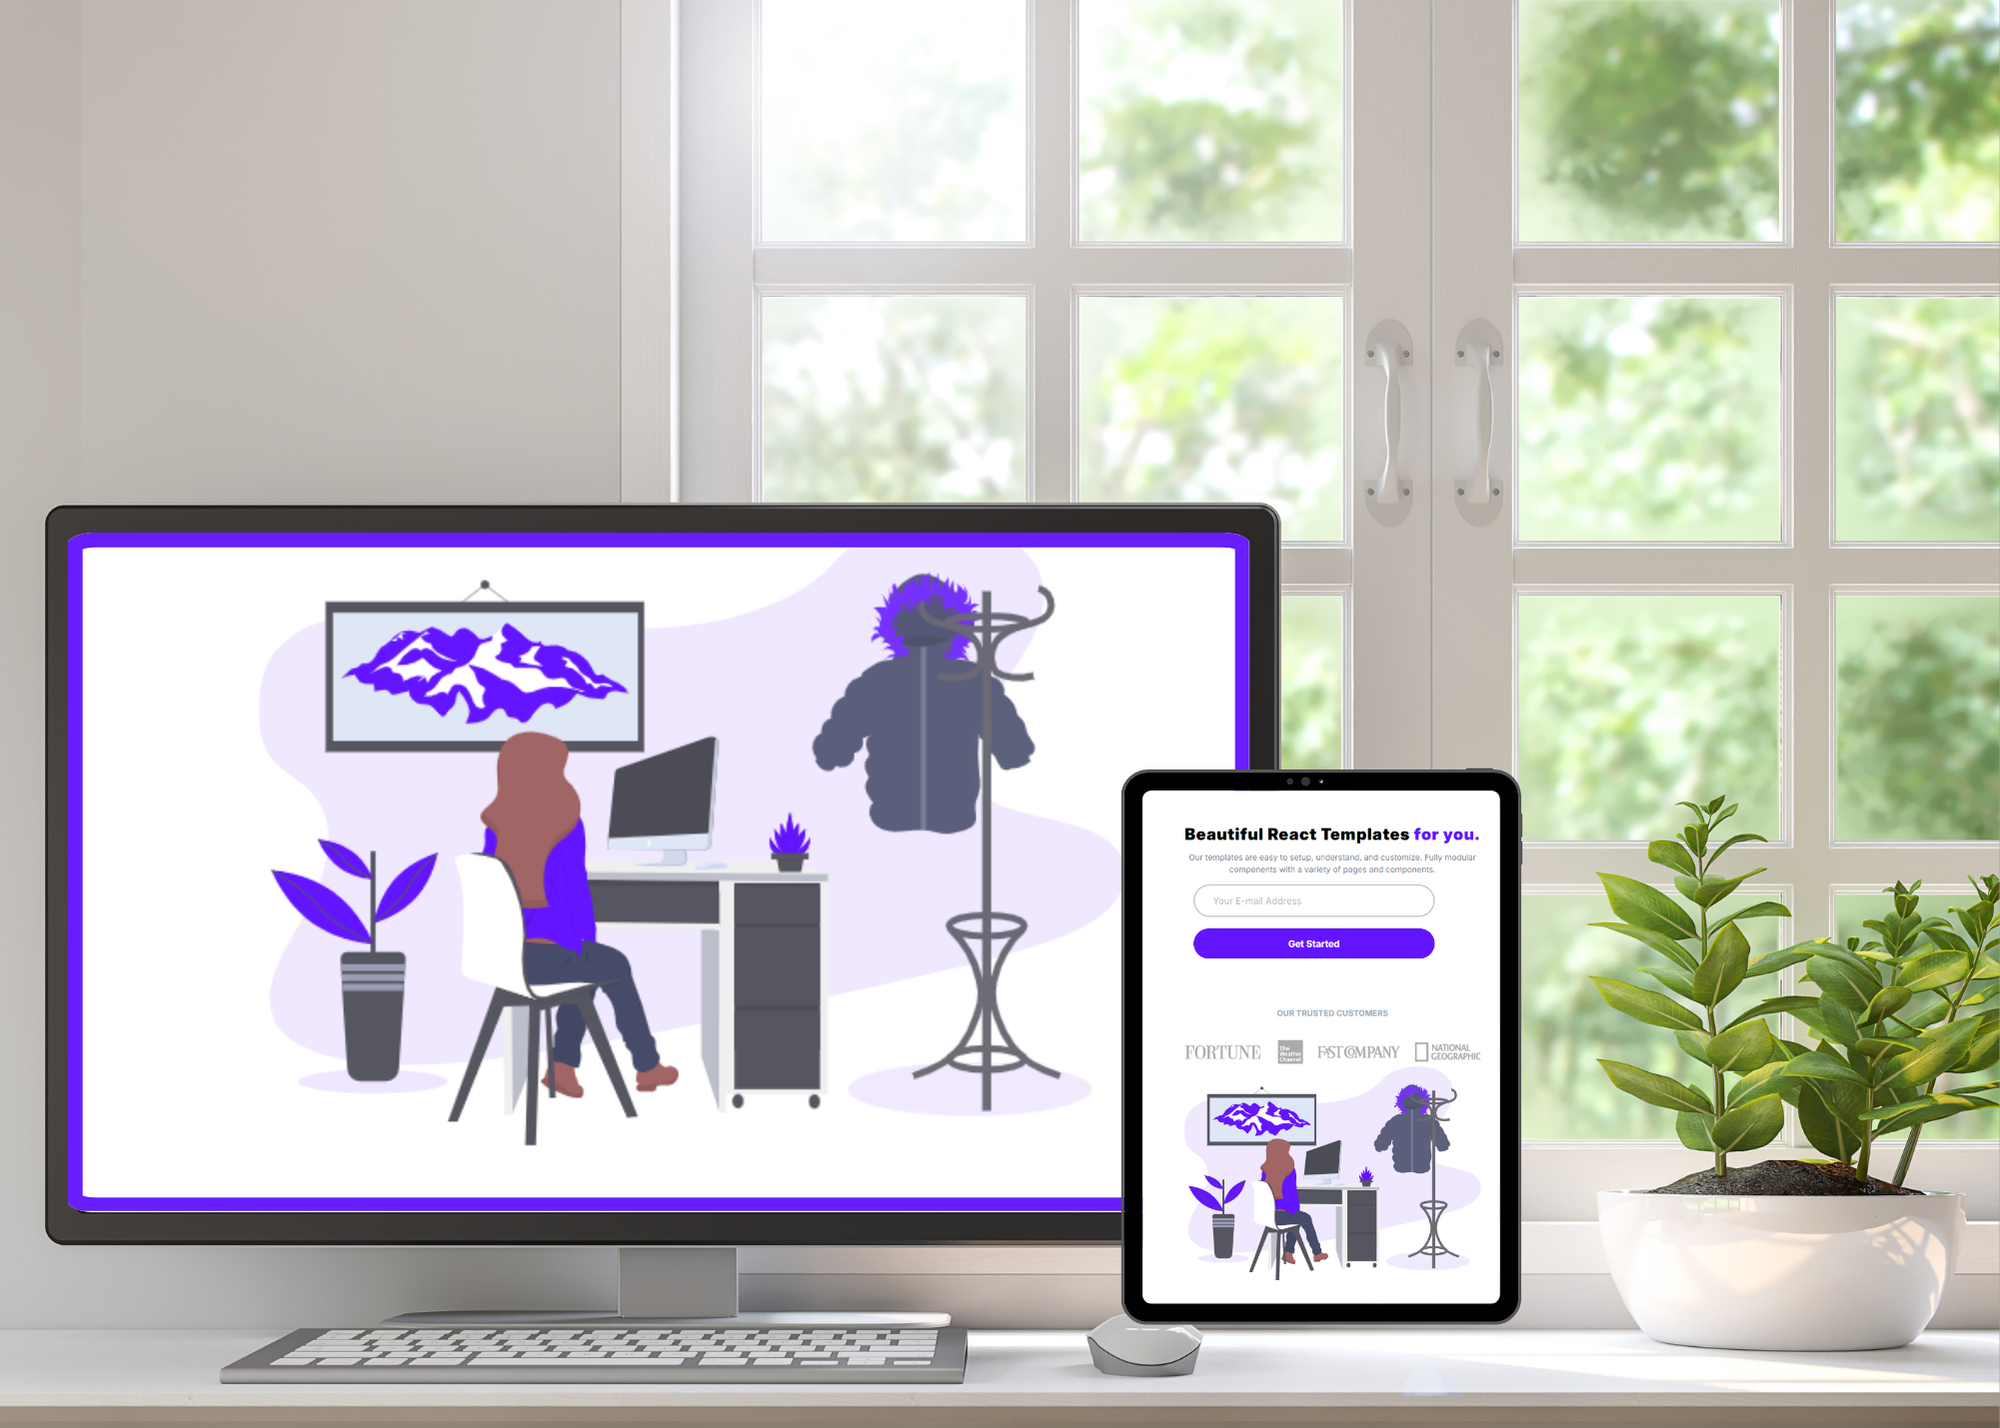 Beautiful React Templates for you.
Our templates are easy to setup, understand, and customize. Fully modular
components with a variety of pages and components.
Your E-mail Address
Get Started
OUR TRUSTED CUSTOMERS
FORTUNE
The
Weather
Channel
FAST COMPANY
NATIONAL
GEOGRAPHIC